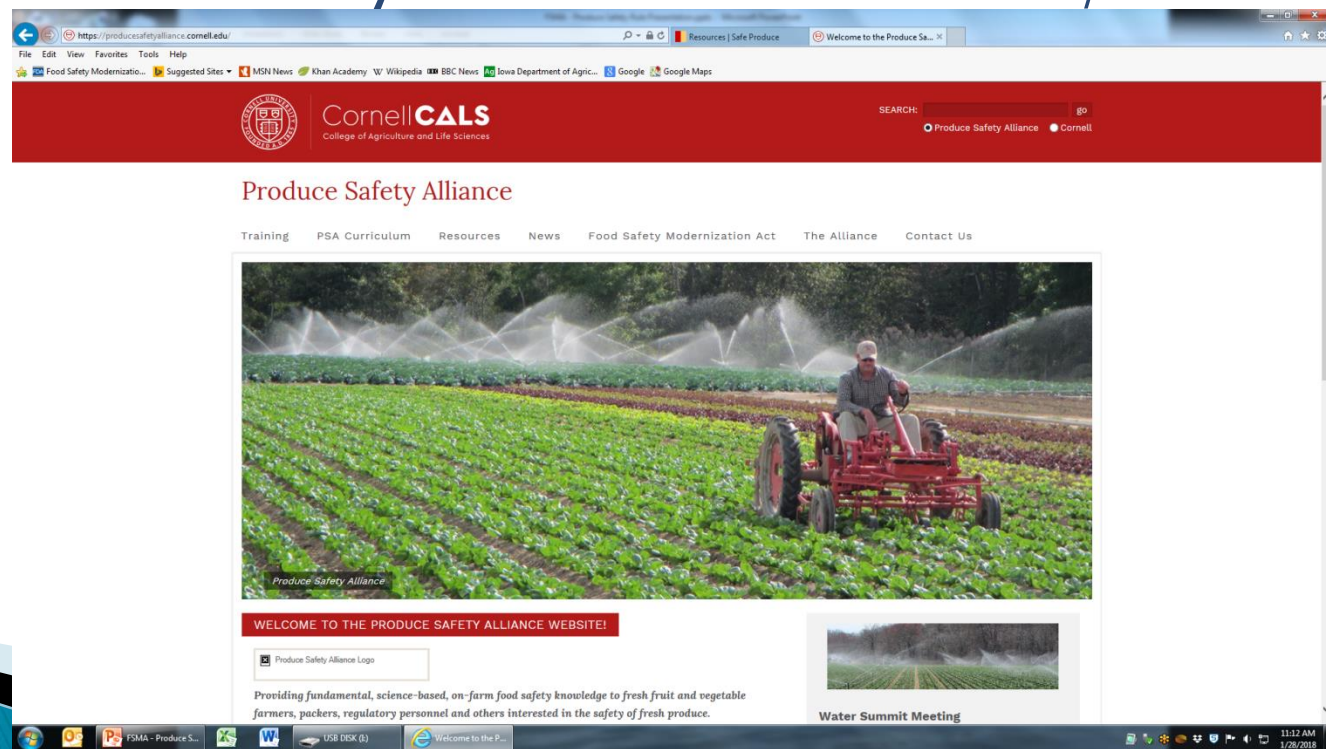 https://producesafetyalliance.cornell.edu/
Resources | Safe Produce
Welcome to the Produce Sa...
File Edit View Favorites Tools Help
Food Safety Modernizatio... Suggested Sites MSN News Khan Academy W Wikipedia BBC News Iowa Department of Agric... Google Google Maps
CornellCALS
College of Agriculture and Life Sciences
SEARCH: go
Produce Safety Alliance Cornell
Produce Safety Alliance
Training PSA Curriculum Resources News Food Safety Modernization Act The Alliance Contact Us
Produce Safety Alliance
WELCOME TO THE PRODUCE SAFETY ALLIANCE WEBSITE!
Produce Safety Alliance Logo
Providing fundamental, science-based, on-farm food safety knowledge to fresh fruit and vegetable
farmers, packers, regulatory personnel and others interested in the safety of fresh produce.
Water Summit Meeting
FSMA - Produce S... USB DISK (E:) Welcome to the P...
11:12 AM
1/28/2018